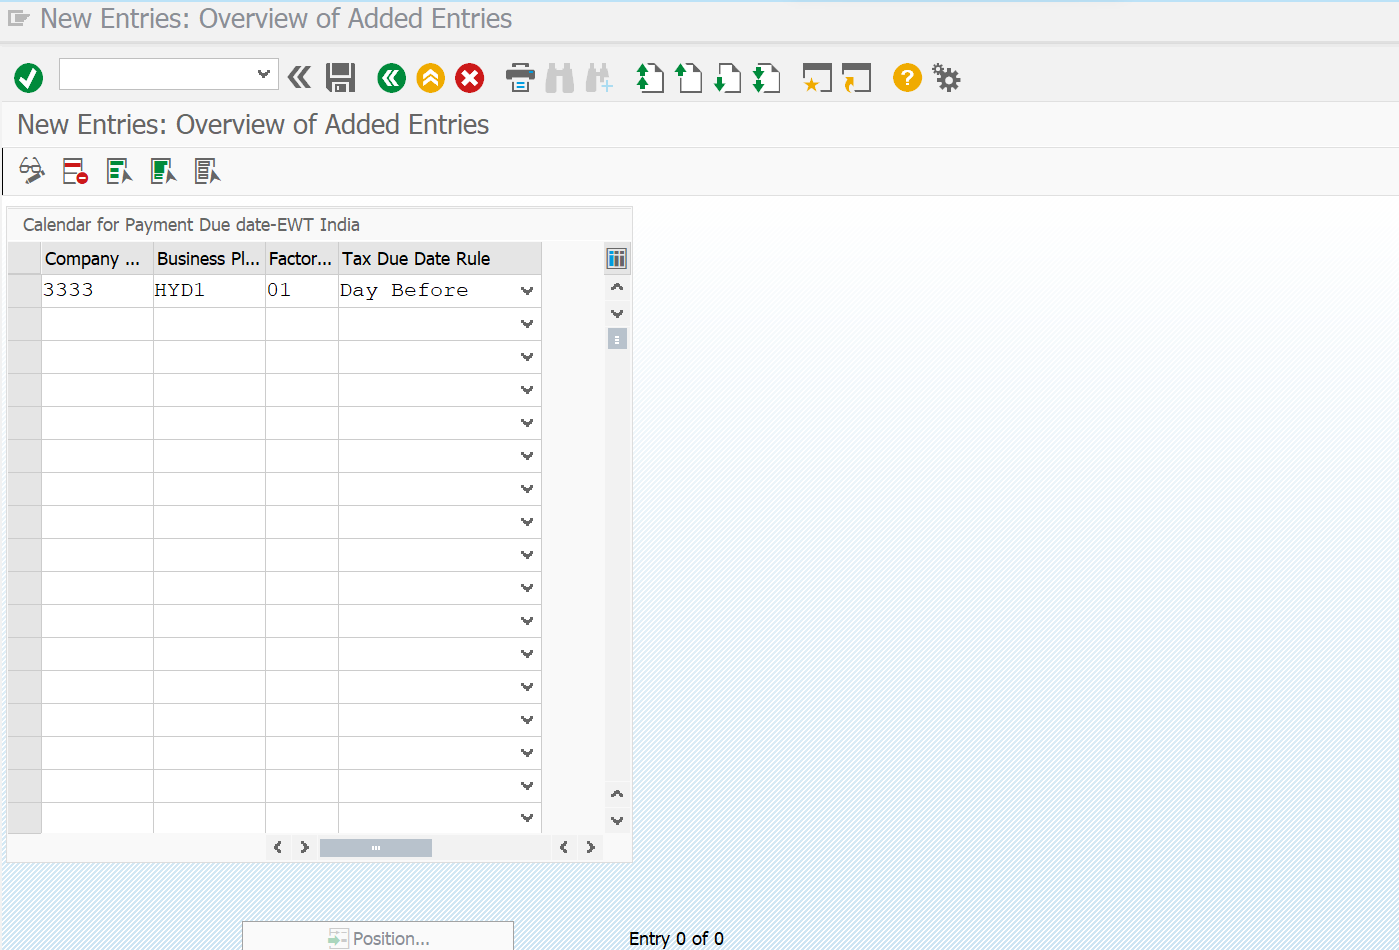 New Entries: Overview of Added Entries
New Entries: Overview of Added Entries
Calendar for Payment Due date-EWT India
Company ... Business Pl... Factor... Tax Due Date Rule
3333 HYD1 01 Day Before
Position... Entry 0 of 0